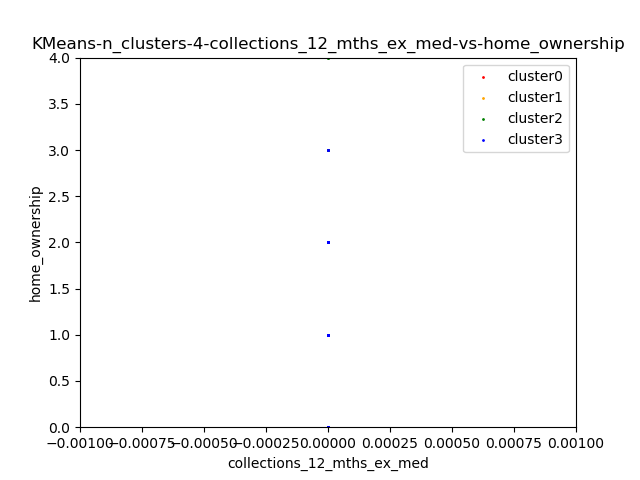 KMeans-n_clusters-4-collections_12_mths_ex_med-vs-home_ownership
cluster0
cluster1
cluster2
cluster3
4.0
3.5
3.0
2.5
2.0
1.5
1.0
0.5
0.0
home_ownership
−0.00100 −0.00075 −0.00050 −0.00025 0.00000 0.00025 0.00050 0.00075 0.00100
collections_12_mths_ex_med